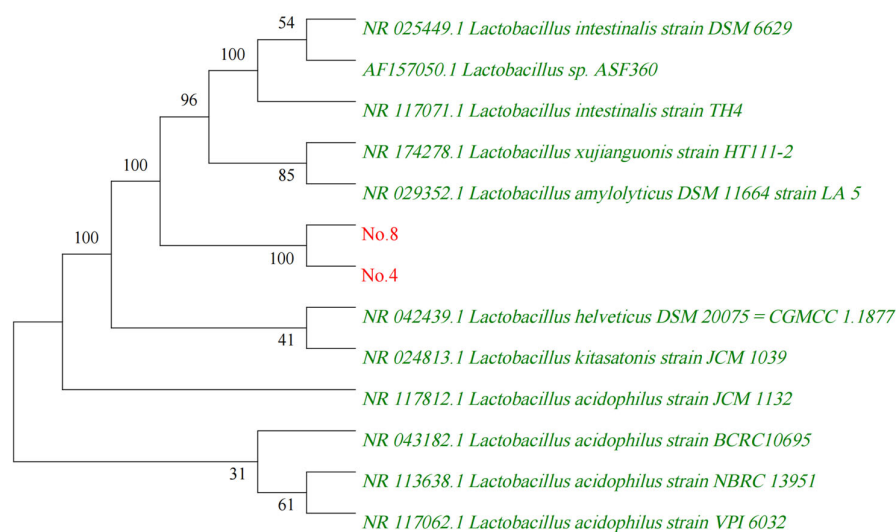 54
NR 025449.1 Lactobacillus intestinalis strain DSM 6629
100
AF157050.1 Lactobacillus sp. ASF360
96
NR 117071.1 Lactobacillus intestinalis strain TH4
100
NR 174278.1 Lactobacillus xujianguonis strain HT111-2
85
NR 029352.1 Lactobacillus amylolyticus DSM 11664 strain LA 5
100
No.8
100
No.4
NR 042439.1 Lactobacillus helveticus DSM 20075 = CGMCC 1.1877
41
NR 024813.1 Lactobacillus kitasatonis strain JCM 1039
NR 117812.1 Lactobacillus acidophilus strain JCM 1132
NR 043182.1 Lactobacillus acidophilus strain BCRC10695
31
NR 113638.1 Lactobacillus acidophilus strain NBRC 13951
61
NR 117062.1 Lactobacillus acidophilus strain VPI 6032